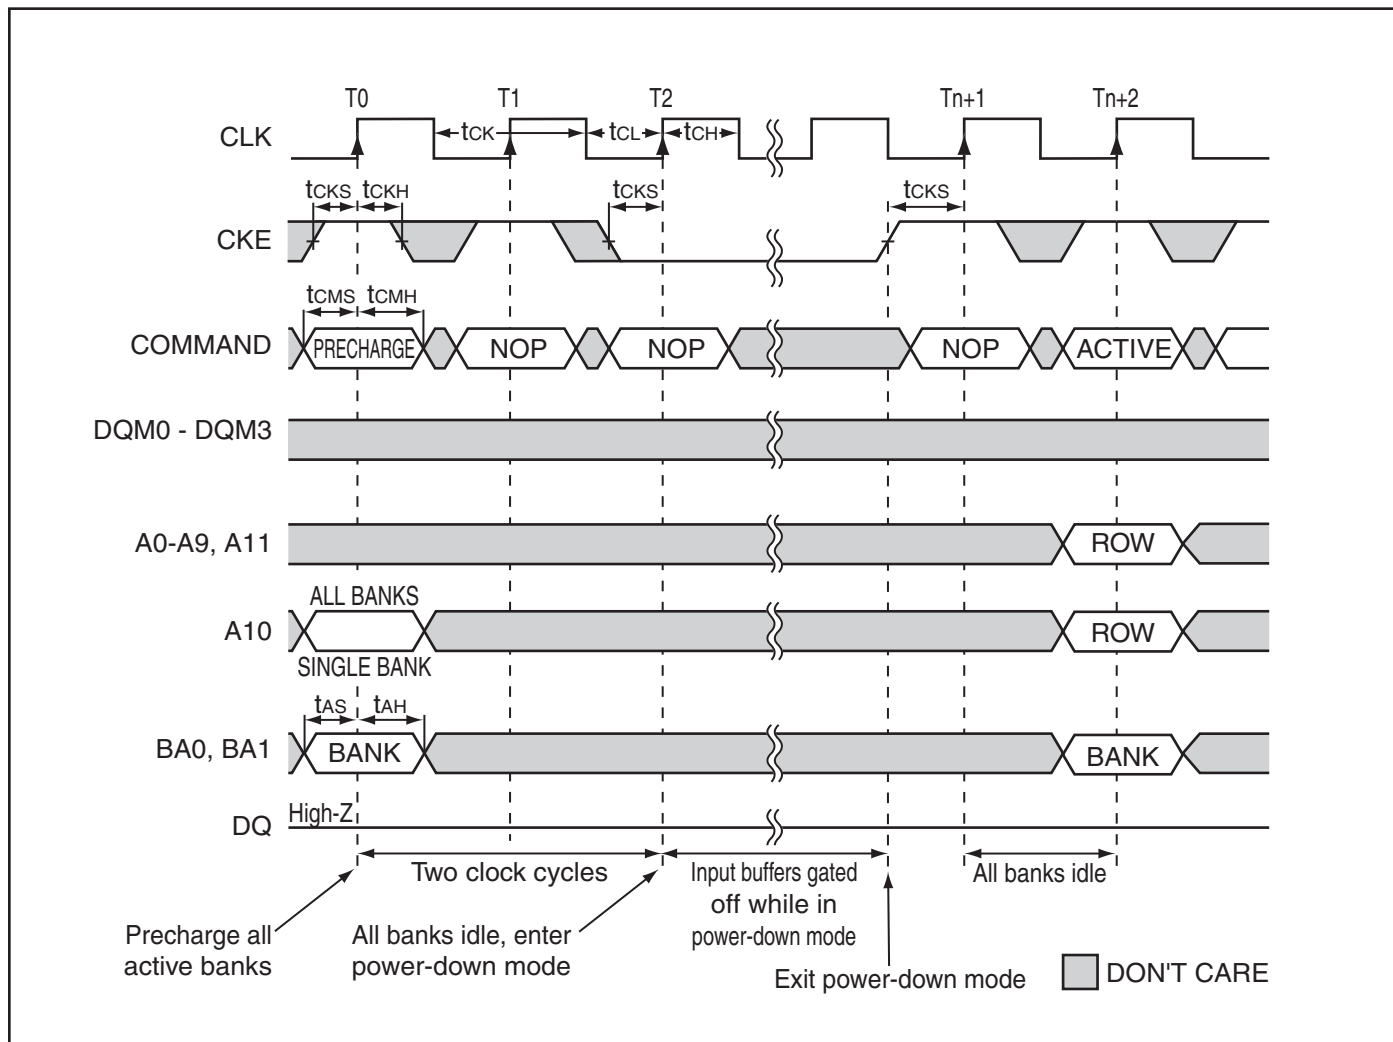 T0 T1 T2 Tn+1 Tn+2
CLK tCK tCL tCH
tCKS tCKH tCKS tCKS
CKE
tCMS tCMH
COMMAND PRECHARGE NOP NOP NOP ACTIVE
DQM0 - DQM3
A0-A9, A11 ROW
ALL BANKS
A10 ROW
SINGLE BANK
tAS tAH
BA0, BA1 BANK BANK
DQ High-Z
Two clock cycles
Input buffers gated
off while in
power-down mode
All banks idle
Precharge all
active banks
All banks idle, enter
power-down mode
Exit power-down mode
DON'T CARE